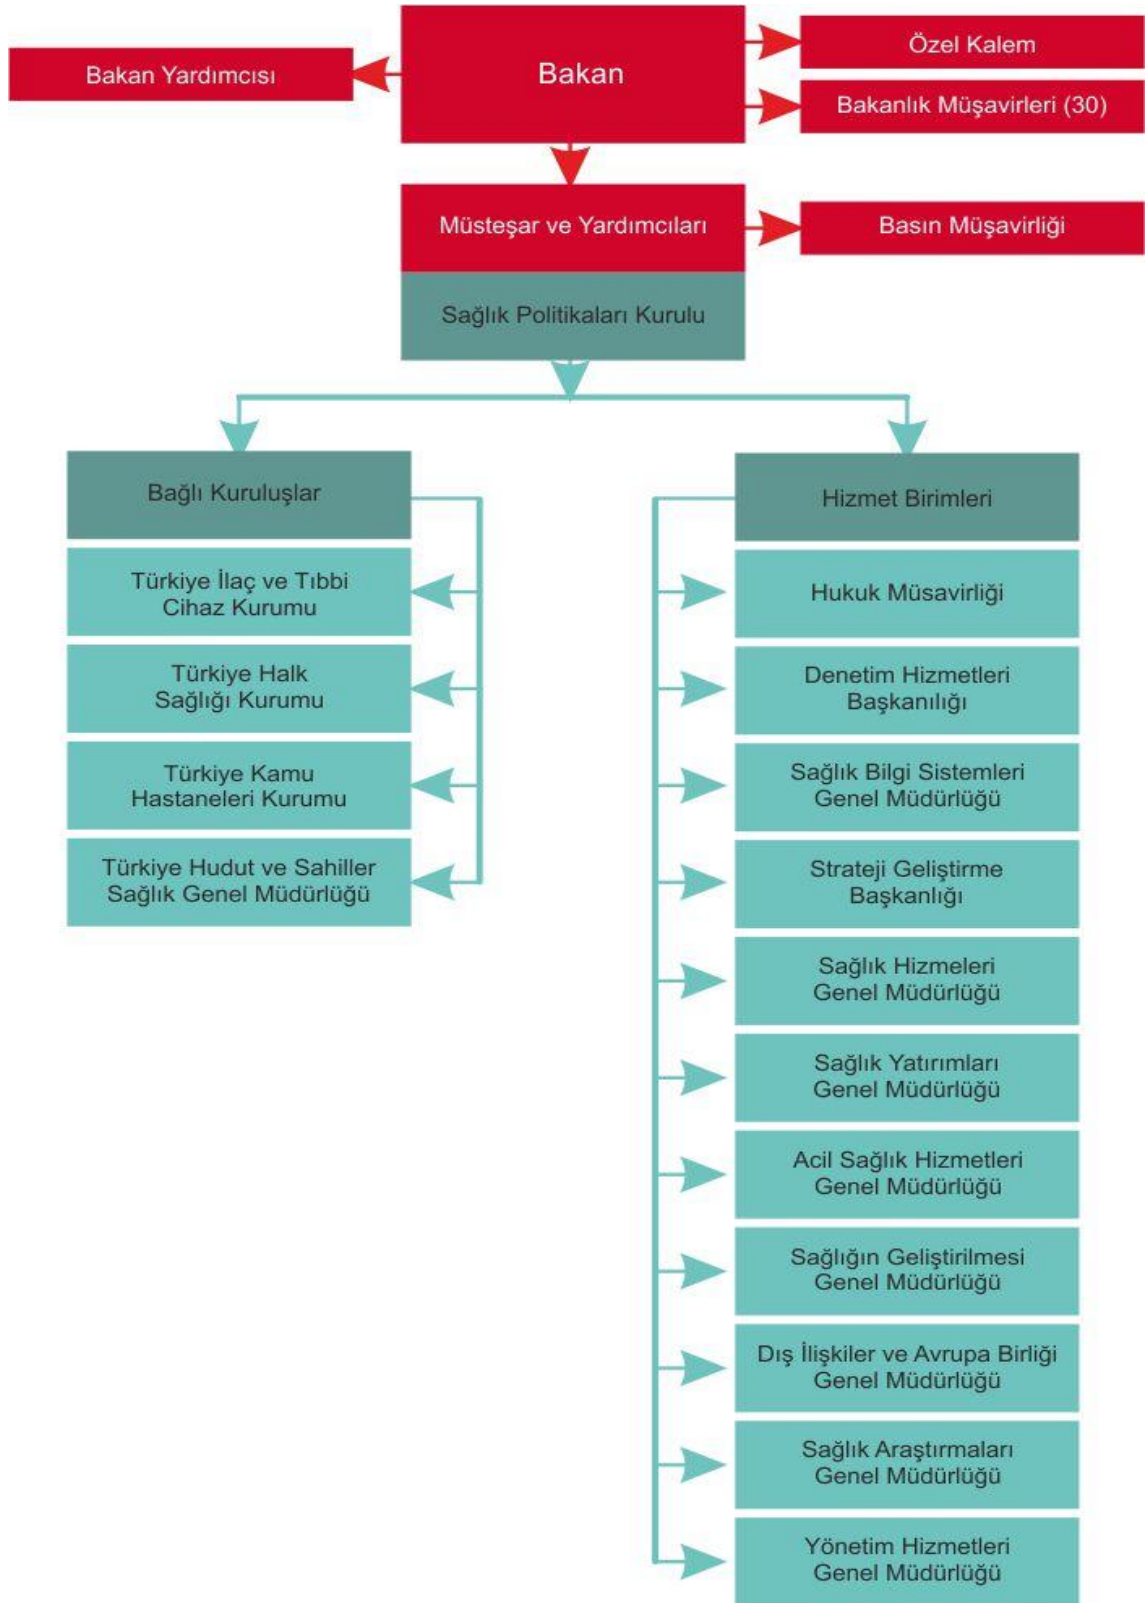 Bakan Yardımcısı
Bakan
Özel Kalem
Bakanlık Müşavirleri (30)
Müsteşar ve Yardımcıları
Basın Müşavirliği
Sağlık Politikaları Kurulu
Bağlı Kuruluşlar
Türkiye İlaç ve Tıbbi
Cihaz Kurumu
Türkiye Halk
Sağlığı Kurumu
Türkiye Kamu
Hastaneleri Kurumu
Türkiye Hudut ve Sahiller
Sağlık Genel Müdürlüğü
Hizmet Birimleri
Hukuk Müsavirliği
Denetim Hizmetleri
Başkanılığı
Sağlık Bilgi Sistemleri
Genel Müdürlüğü
Strateji Geliştirme
Başkanlığı
Sağlık Hizmeleri
Genel Müdürlüğü
Sağlık Yatırımları
Genel Müdürlüğü
Acil Sağlık Hizmetleri
Genel Müdürlüğü
Sağlığın Geliştirilmesi
Genel Müdürlüğü
Dış İlişkiler ve Avrupa Birliği
Genel Müdürlüğü
Sağlık Araştırmaları
Genel Müdürlüğü
Yönetim Hizmetleri
Genel Müdürlüğü